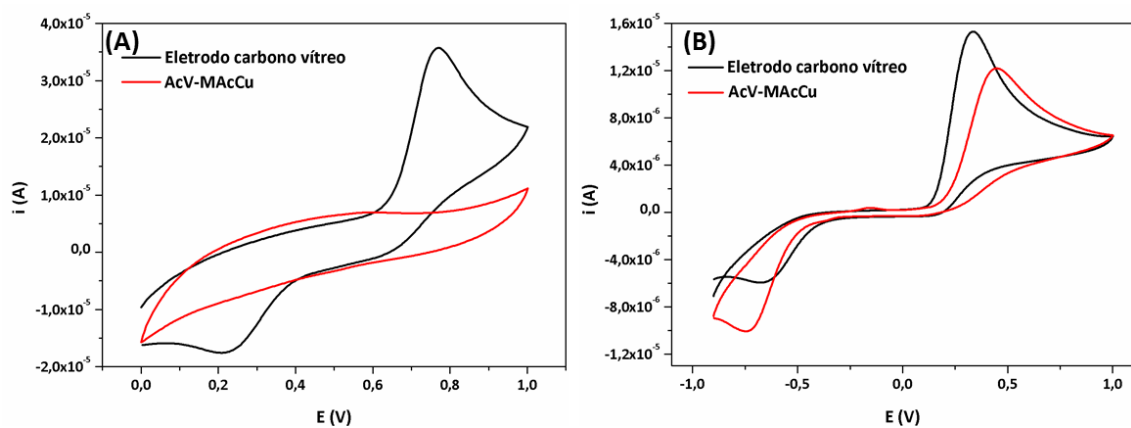 (A)
Eletrodo carbono vítreo
AcV-MAcCu
4,0x10⁻⁵
3,0x10⁻⁵
2,0x10⁻⁵
1,0x10⁻⁵
0,0
-1,0x10⁻⁵
-2,0x10⁻⁵
i (A)
0,0 0,2 0,4 0,6 0,8 1,0
E (V)
(B)
Eletrodo carbono vítreo
AcV-MAcCu
1,6x10⁻⁵
1,2x10⁻⁵
8,0x10⁻⁶
4,0x10⁻⁶
0,0
-4,0x10⁻⁶
-8,0x10⁻⁶
-1,2x10⁻⁵
i (A)
-1,0 -0,5 0,0 0,5 1,0
E (V)